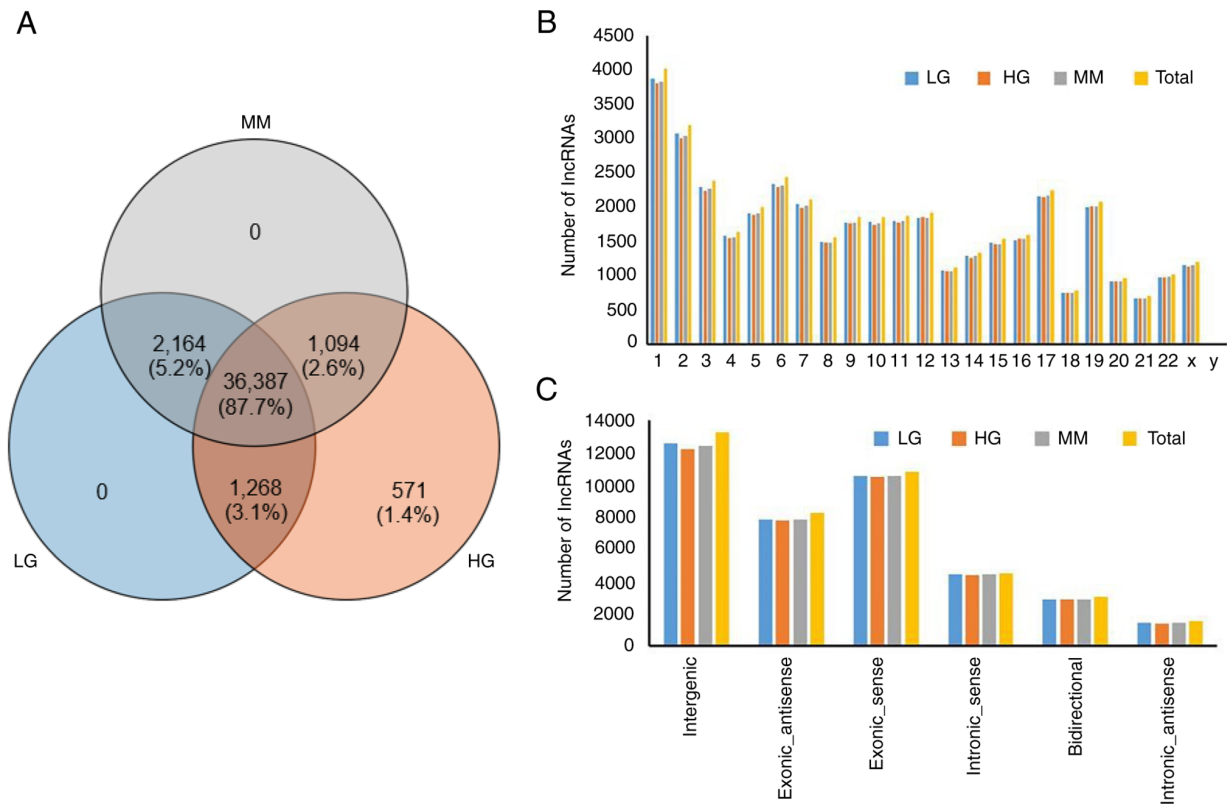 A
MM
0
2,164
(5.2%)
1,094
(2.6%)
36,387
(87.7%)
0
1,268
(3.1%)
571
(1.4%)
LG
HG
B
Number of lncRNAs
4500
4000
3500
3000
2500
2000
1500
1000
500
0
LG HG MM Total
1 2 3 4 5 6 7 8 9 10 11 12 13 14 15 16 17 18 19 20 21 22 x y
C
Number of lncRNAs
14000
12000
10000
8000
6000
4000
2000
0
LG HG MM Total
Intergenic
Exonic_antisense
Exonic_sense
Intronic_sense
Bidirectional
Intronic_antisense